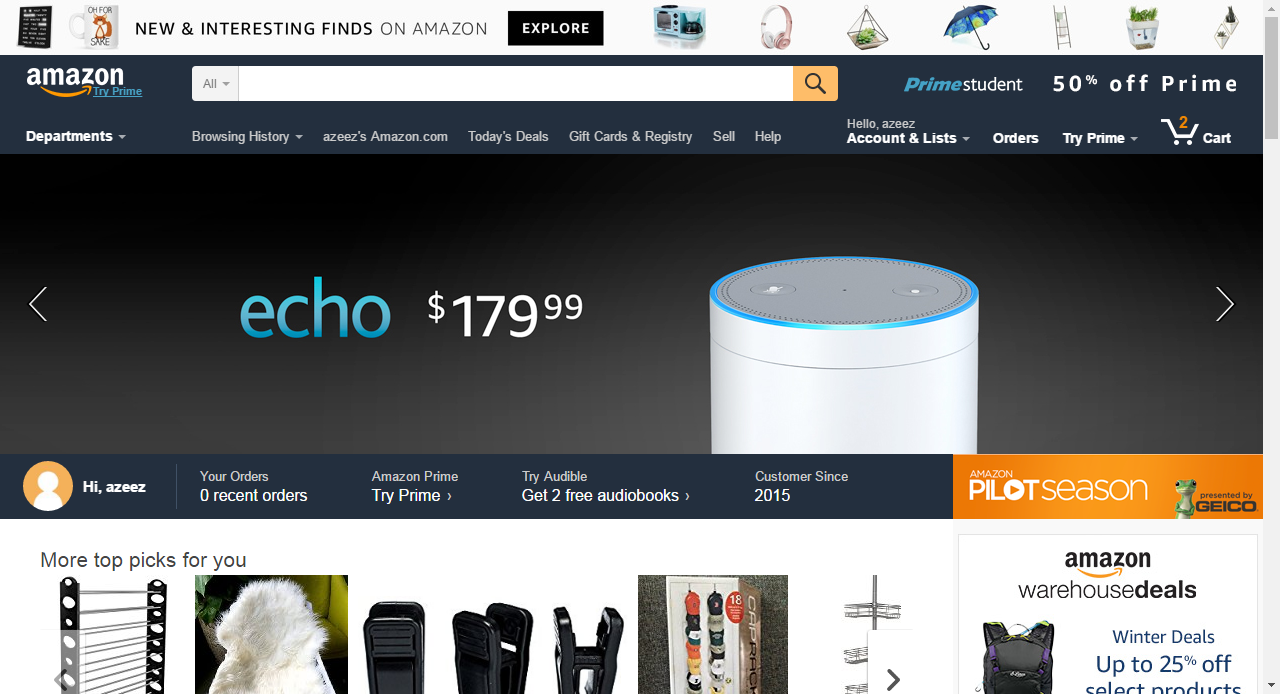 OH FOR
SAKE
NEW & INTERESTING FINDS ON AMAZON
EXPLORE
amazon
Try Prime
All
Prime student
50% off Prime
Departments
Browsing History
azeez's Amazon.com
Today's Deals
Gift Cards & Registry
Sell
Help
Hello, azeez
Account & Lists
Orders
Try Prime
2
Cart
echo
$179 99
Hi, azeez
Your Orders
0 recent orders
Amazon Prime
Try Prime ›
Try Audible
Get 2 free audiobooks ›
Customer Since
2015
AMAZON
PILOT SEASON
presented by
GEICO
More top picks for you
18
CAP RACK
amazon
warehousedeals
Winter Deals
Up to 25% off
select products